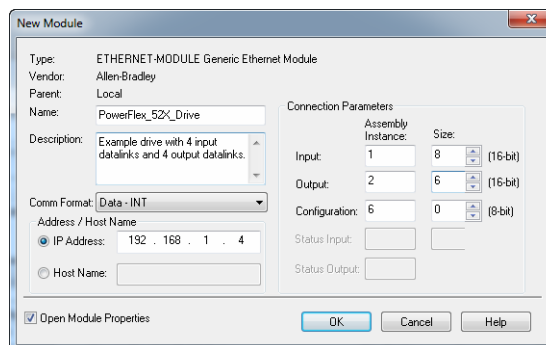 New Module
Type: ETHERNET-MODULE Generic Ethernet Module
Vendor: Allen-Bradley
Parent: Local
Name: PowerFlex_52X_Drive
Description: Example drive with 4 input
datalinks and 4 output datalinks.
Comm Format: Data - INT
Address / Host Name
IP Address: 192 . 168 . 1 . 4
Host Name:
Connection Parameters
Assembly
Instance: Size:
Input: 1 8 (16-bit)
Output: 2 6 (16-bit)
Configuration: 6 0 (8-bit)
Status Input:
Status Output:
Open Module Properties
OK Cancel Help